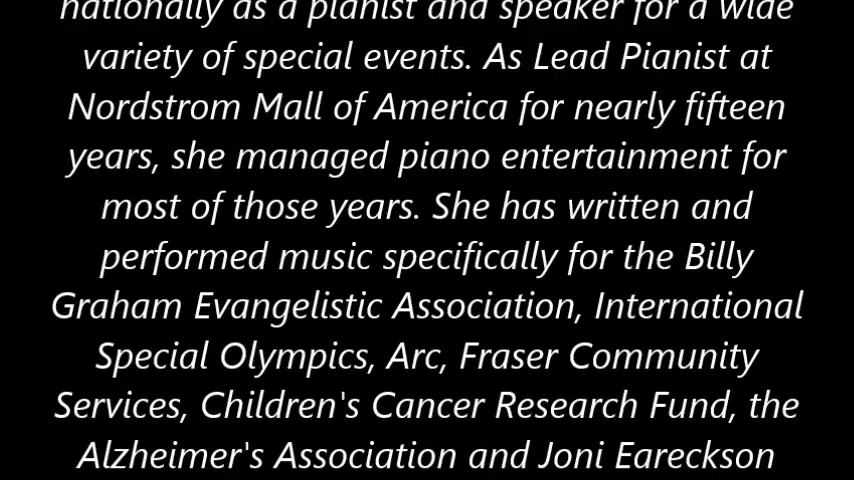 nationally as a pianist and speaker for a wide
variety of special events. As Lead Pianist at
Nordstrom Mall of America for nearly fifteen
years, she managed piano entertainment for
most of those years. She has written and
performed music specifically for the Billy
Graham Evangelistic Association, International
Special Olympics, Arc, Fraser Community
Services, Children's Cancer Research Fund, the
Alzheimer's Association and Joni Eareckson